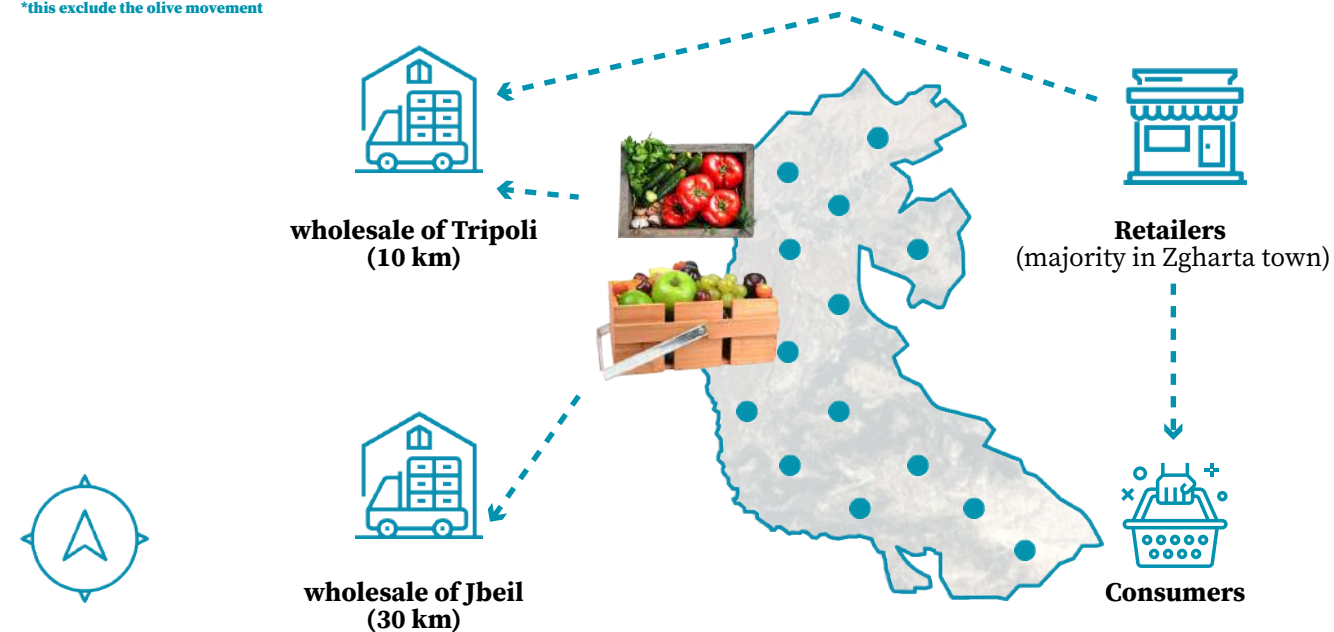 *this exclude the olive movement
wholesale of Tripoli
(10 km)
Retailers
(majority in Zgharta town)
wholesale of Jbeil
(30 km)
Consumers